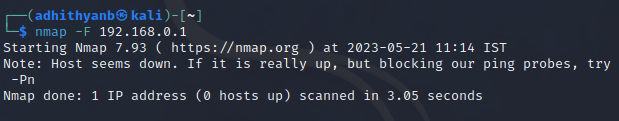 ┌──(adhithyanb㉿kali)-[~]
└─$ nmap -F 192.168.0.1
Starting Nmap 7.93 ( https://nmap.org ) at 2023-05-21 11:14 IST
Note: Host seems down. If it is really up, but blocking our ping probes, try
-Pn
Nmap done: 1 IP address (0 hosts up) scanned in 3.05 seconds